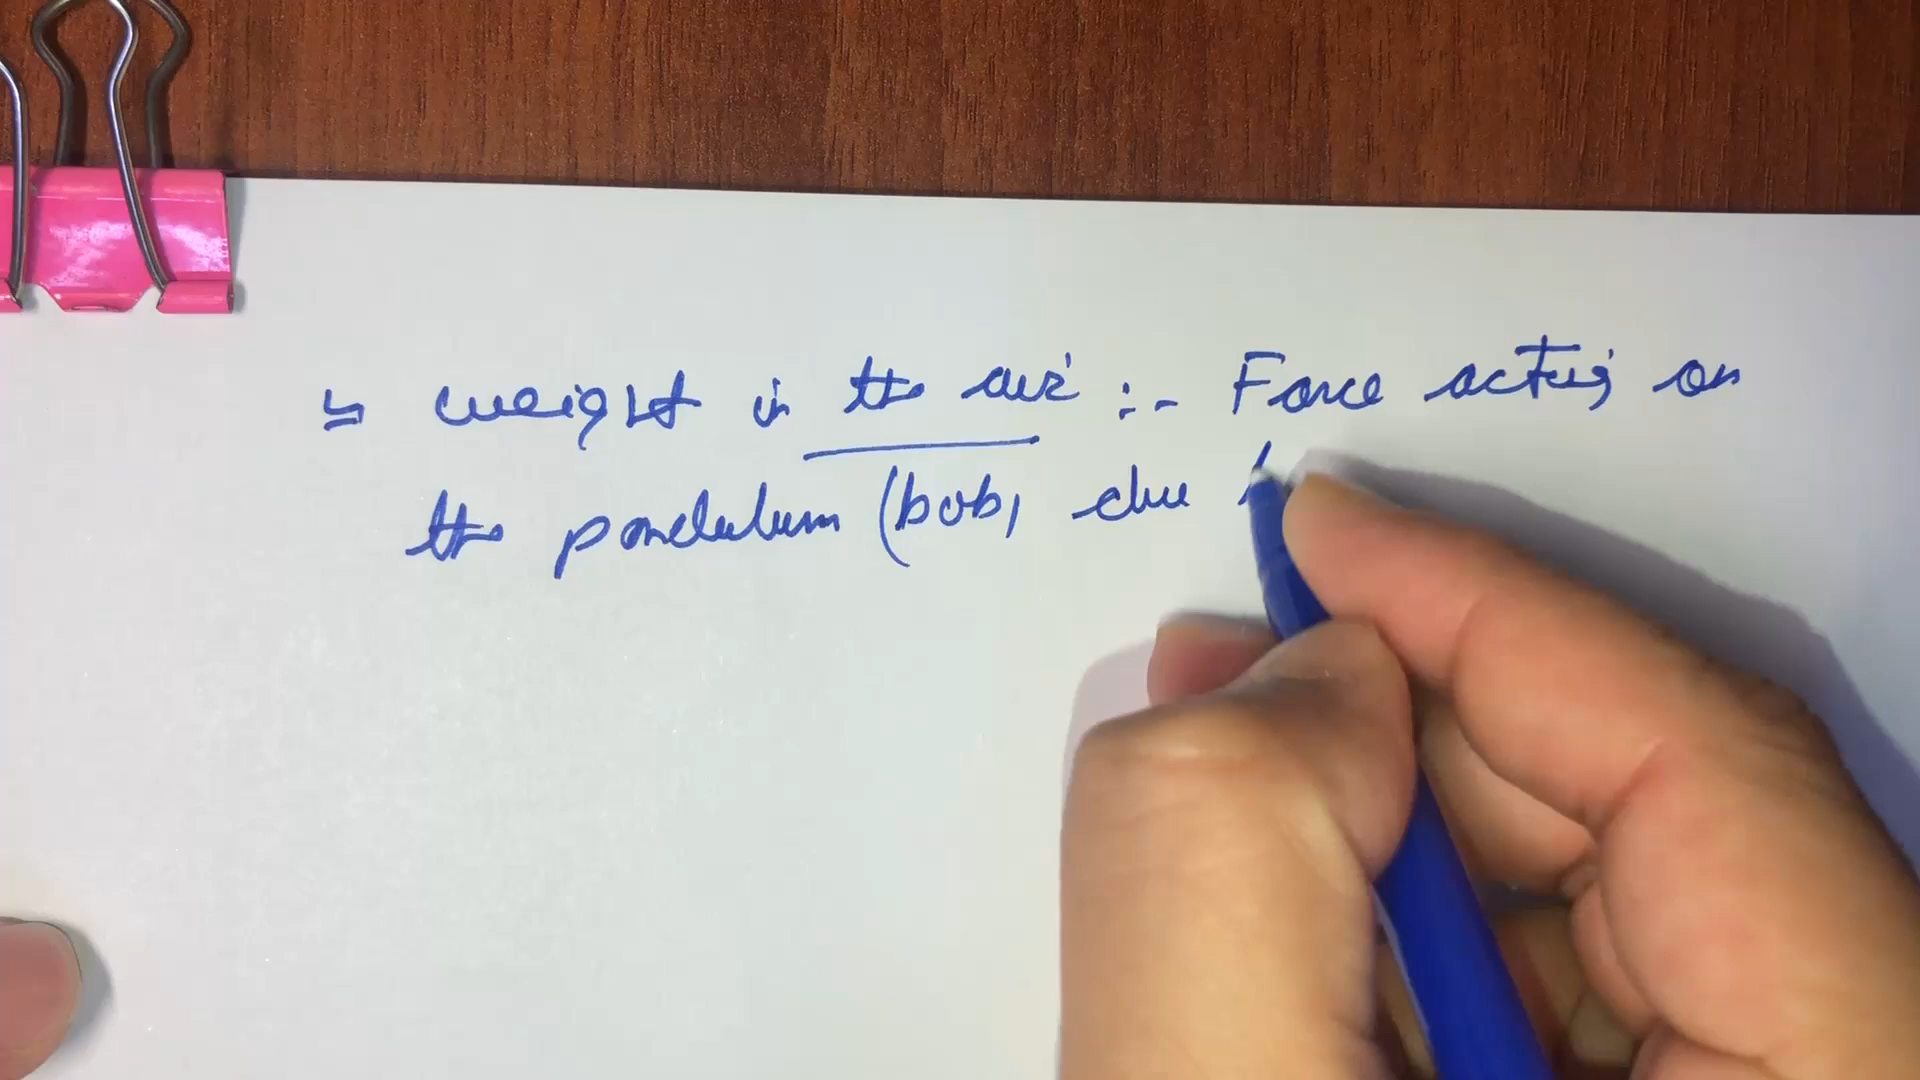 ⇒ weight in the air :- Force acting on
the pendulum (bob, due